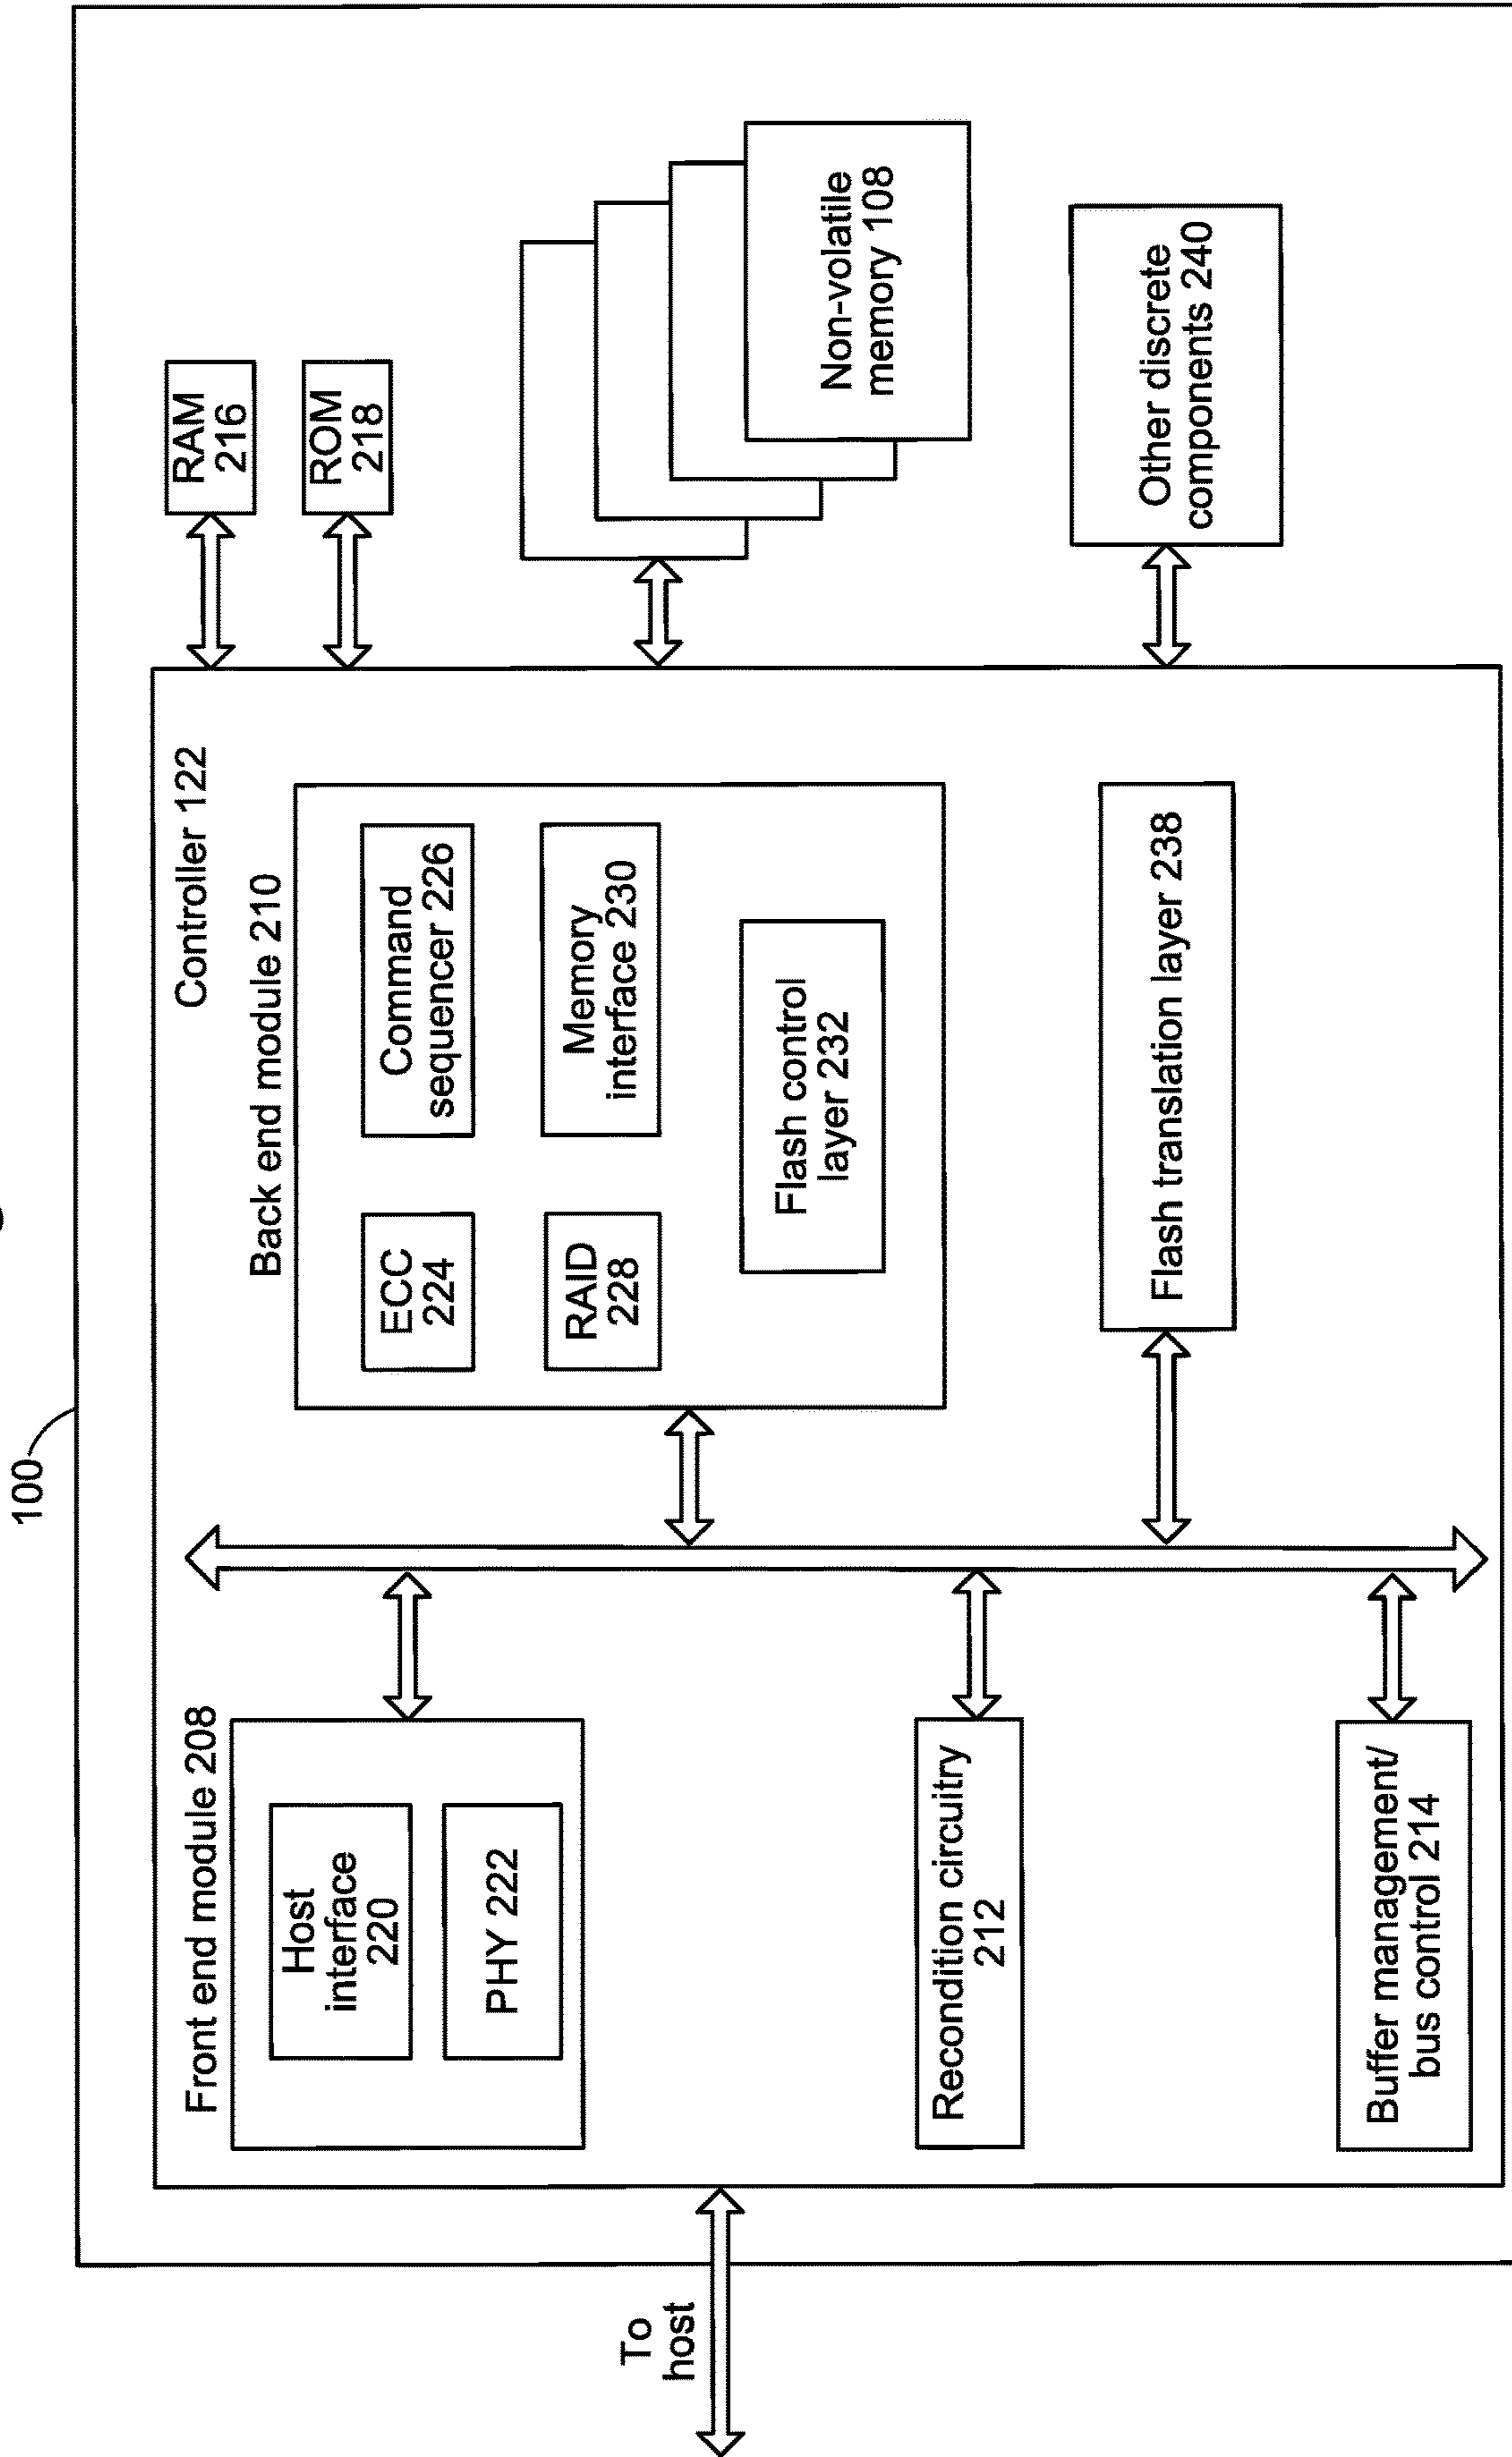 100
Controller 122
Front end module 208
Host
interface
220
PHY 222
Recondition circuitry
212
Buffer management/
bus control 214
Back end module 210
ECC
224
Command
sequencer 226
RAID
228
Memory
interface 230
Flash control
layer 232
Flash translation layer 238
RAM
216
ROM
218
Non-volatile
memory 108
Other discrete
components 240
To
host